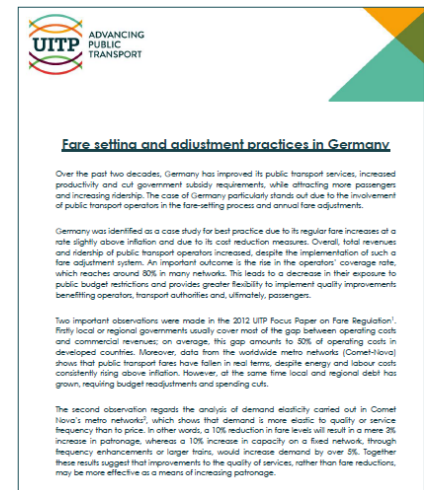 UITP
ADVANCING
PUBLIC
TRANSPORT
Fare setting and adjustment practices in Germany
Over the past two decades, Germany has improved its public transport services, increased
productivity and cut government subsidy requirements, while attracting more passengers
and increasing ridership. The case of Germany particularly stands out due to the involvement
of public transport operators in the fare-setting process and annual fare adjustments.
Germany was identified as a case study for best practice due to its regular fare increases at a
rate slightly above inflation and due to its cost reduction measures. Overall, total revenues
and ridership of public transport operators increased, despite the implementation of such a
fare adjustment system. An important outcome is the rise in the operators' coverage rate,
which reaches around 80% in many networks. This leads to a decrease in their exposure to
public budget restrictions and provides greater flexibility to implement quality improvements
benefitting operators, transport authorities and, ultimately, passengers.
Two important observations were made in the 2012 UITP Focus Paper on Fare Regulation¹.
Firstly local or regional governments usually cover most of the gap between operating costs
and commercial revenues; on average, this gap amounts to 50% of operating costs in
developed countries. Moreover, data from the worldwide metro networks (Comet-Nova)
shows that public transport fares have fallen in real terms, despite energy and labour costs
consistently rising above inflation. However, at the same time local and regional debt has
grown, requiring budget readjustments and spending cuts.
The second observation regards the analysis of demand elasticity carried out in Comet
Nova's metro networks², which shows that demand is more elastic to quality or service
frequency than to price. In other words, a 10% reduction in fare levels will result in a mere 3%
increase in patronage, whereas a 10% increase in capacity on a fixed network, through
frequency enhancements or larger trains, would increase demand by over 5%. Together
these results suggest that improvements to the quality of services, rather than fare reductions,
may be more effective as a means of increasing patronage.